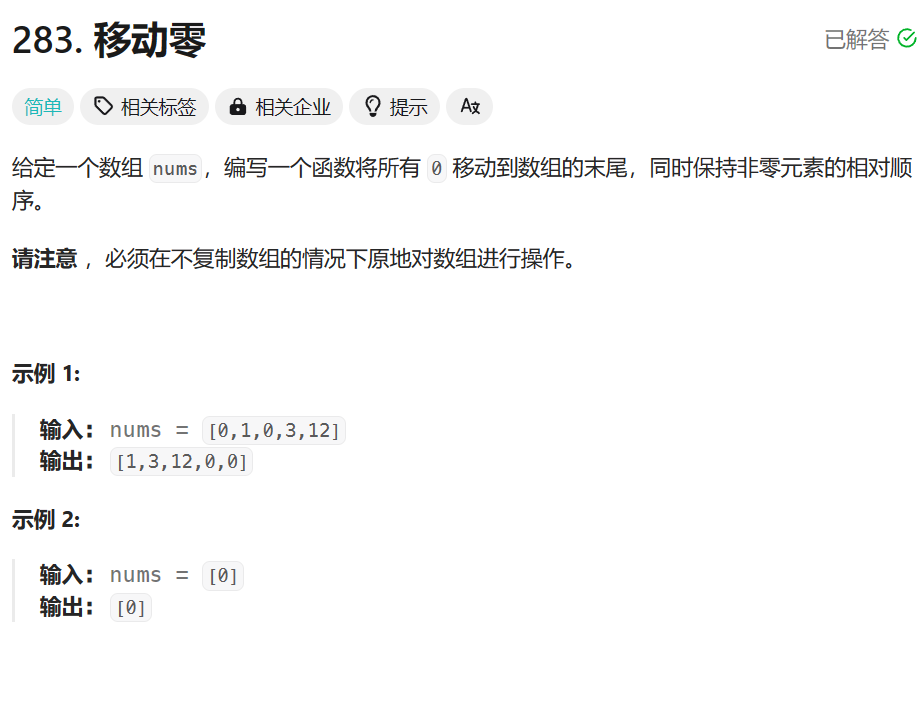 283. 移动零
已解答
简单 相关标签 相关企业 提示 A文
给定一个数组 nums，编写一个函数将所有 0 移动到数组的末尾，同时保持非零元素的相对顺
序。
请注意 ，必须在不复制数组的情况下原地对数组进行操作。
示例 1:
输入: nums = [0,1,0,3,12]
输出: [1,3,12,0,0]
示例 2:
输入: nums = [0]
输出: [0]